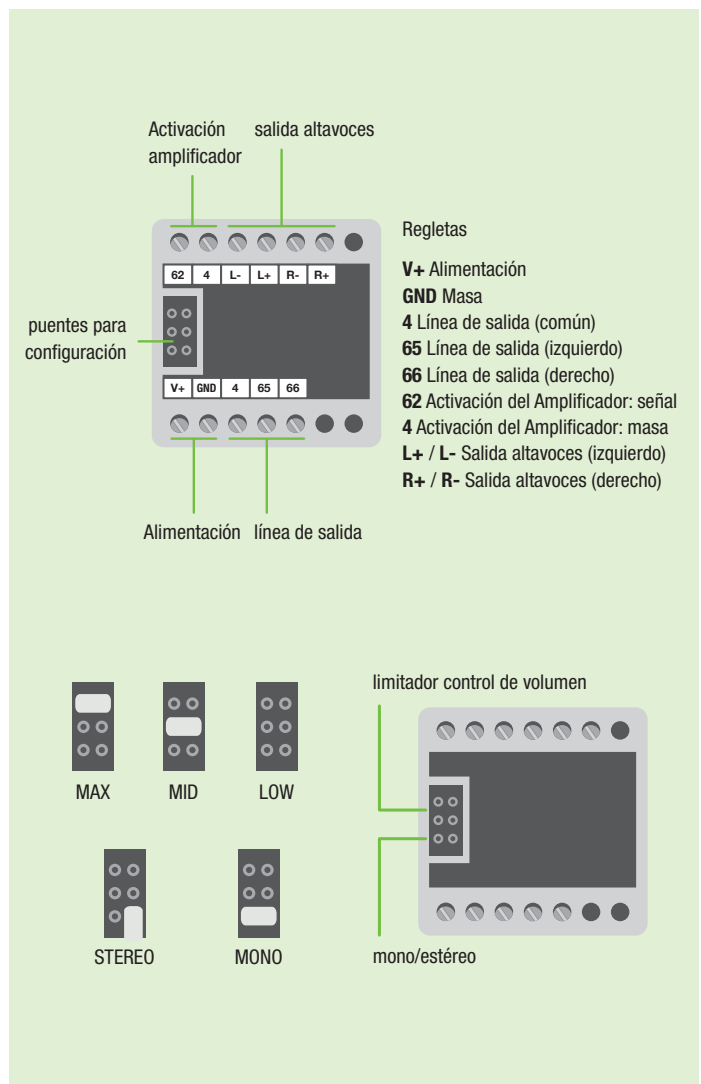 Activación
amplificador
salida altavoces
62 4 L- L+ R- R+
puentes para
configuración
V+ GND 4 65 66
Alimentación
línea de salida
Regletas
V+ Alimentación
GND Masa
4 Línea de salida (común)
65 Línea de salida (izquierdo)
66 Línea de salida (derecho)
62 Activación del Amplificador: señal
4 Activación del Amplificador: masa
L+ / L- Salida altavoces (izquierdo)
R+ / R- Salida altavoces (derecho)
MAX
MID
LOW
STEREO
MONO
limitador control de volumen
mono/estéreo